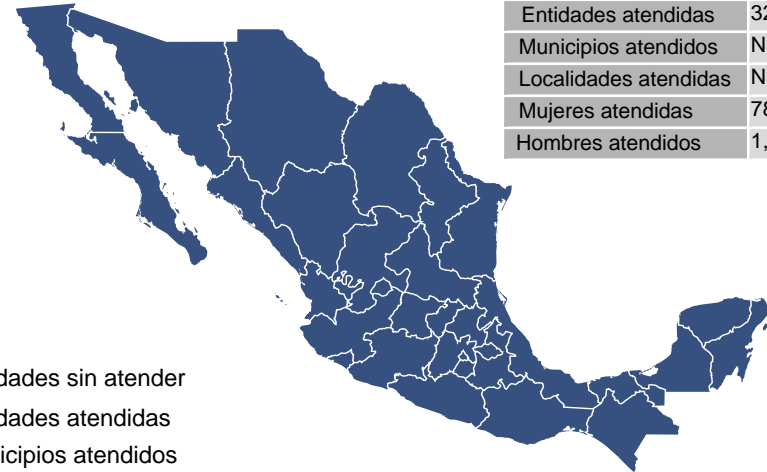 Entidades atendidas 32
Municipios atendidos N
Localidades atendidas N
Mujeres atendidas 78
Hombres atendidos 1,
dades sin atender
dades atendidas
icipios atendidos